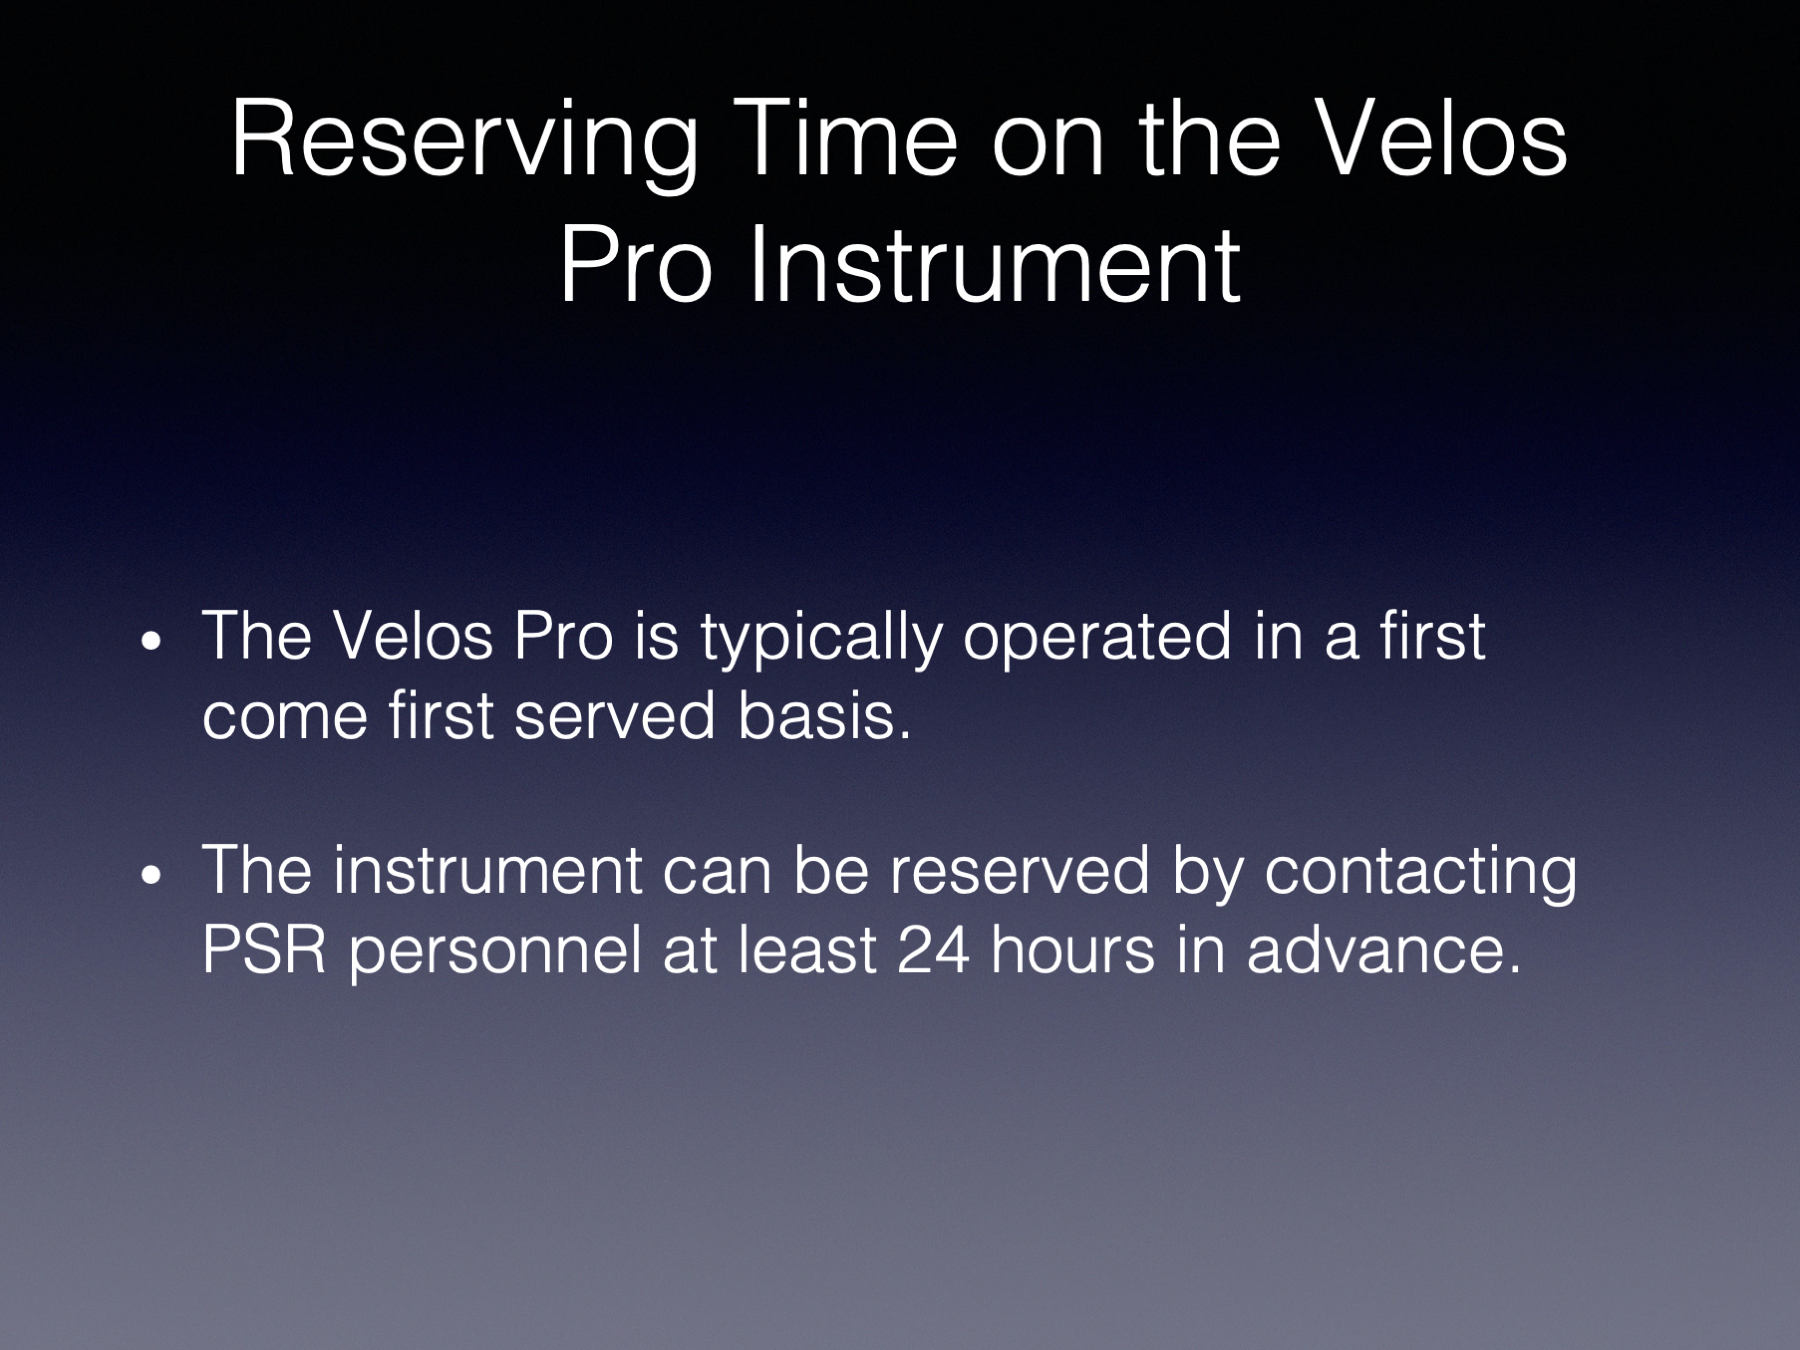 Reserving Time on the Velos
Pro Instrument
• The Velos Pro is typically operated in a first
come first served basis.
• The instrument can be reserved by contacting
PSR personnel at least 24 hours in advance.